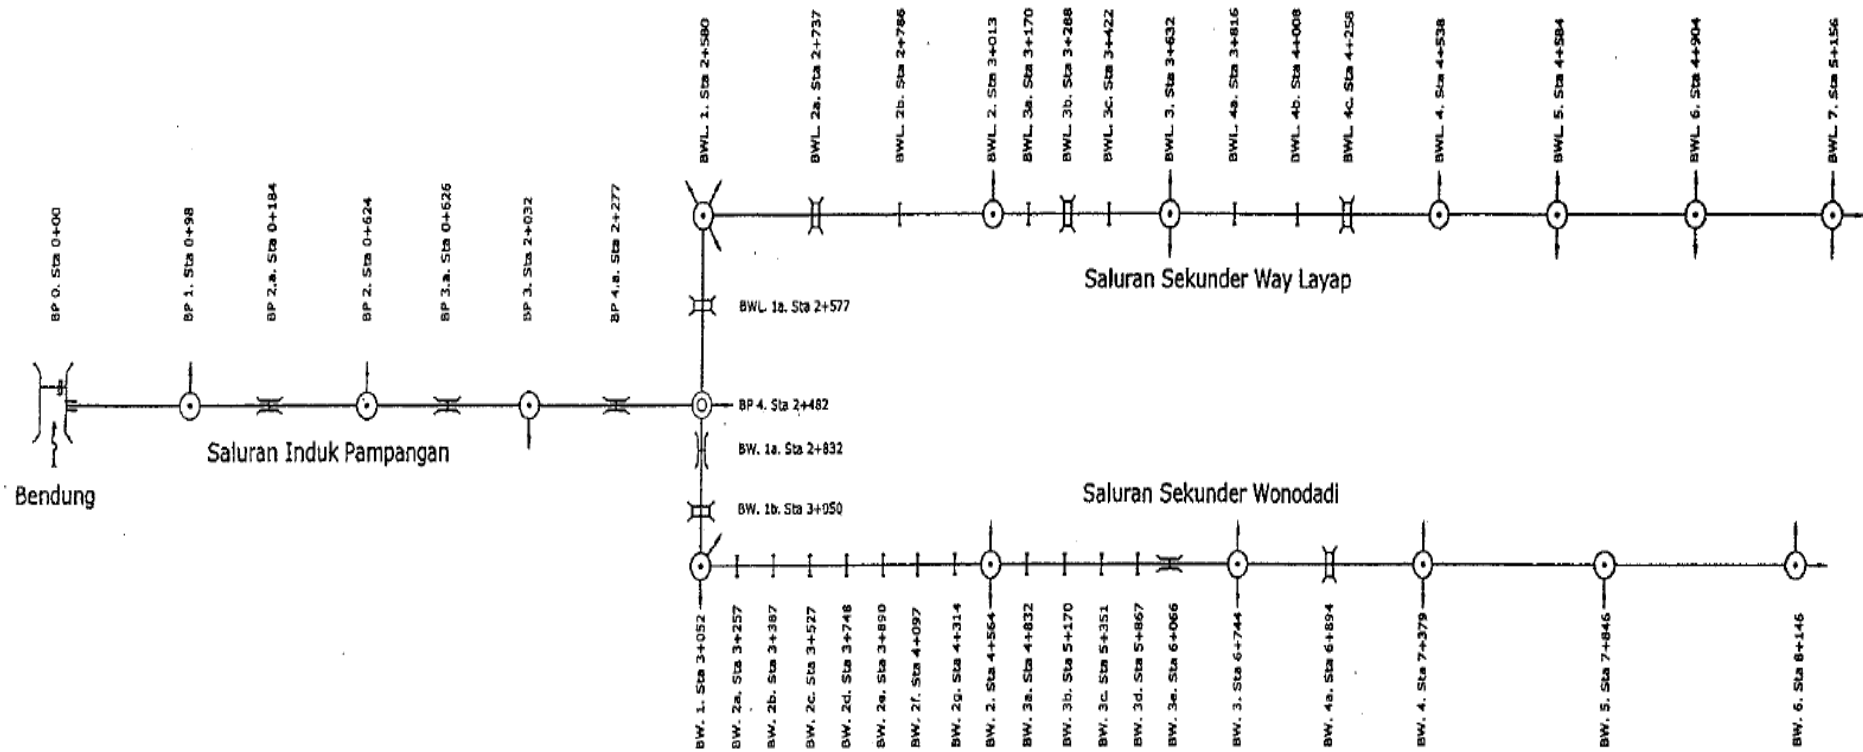 BP 0. Sta 0+00
BP 1. Sta 0+98
BP 2.a. Sta 0+184
BP 2. Sta 0+624
BP 3.a. Sta 0+626
BP 3. Sta 2+032
BP 4.a. Sta 2+277
Saluran Induk Pampangan
Bendung
BWL. 1. Sta 2+580
BWL. 2a. Sta 2+737
BWL. 2b. Sta 2+786
BWL. 2. Sta 3+013
BWL. 3a. Sta 3+170
BWL. 3b. Sta 3+288
BWL. 3c. Sta 3+422
BWL. 3. Sta 3+632
BWL. 4a. Sta 3+816
BWL. 4b. Sta 4+008
BWL. 4c. Sta 4+258
BWL. 4. Sta 4+538
BWL. 5. Sta 4+584
BWL. 6. Sta 4+904
BWL. 7. Sta 5+156
Saluran Sekunder Way Layap
BWL. 1a. Sta 2+577
BP 4. Sta 2+482
BW. 1a. Sta 2+832
BW. 1b. Sta 3+050
Saluran Sekunder Wonodadi
BW. 1. Sta 3+052
BW. 2a. Sta 3+257
BW. 2b. Sta 3+387
BW. 2c. Sta 3+527
BW. 2d. Sta 3+748
BW. 2e. Sta 3+890
BW. 2f. Sta 4+097
BW. 2g. Sta 4+314
BW. 2. Sta 4+564
BW. 3a. Sta 4+832
BW. 3b. Sta 5+170
BW. 3c. Sta 5+351
BW. 3d. Sta 5+867
BW. 3e. Sta 6+066
BW. 3. Sta 6+744
BW. 4a. Sta 6+894
BW. 4. Sta 7+379
BW. 5. Sta 7+846
BW. 6. Sta 8+146